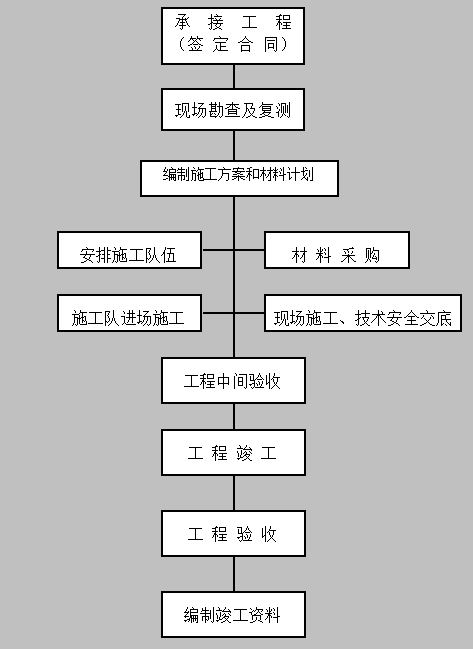 承 接 工 程
（签 定 合 同）
现场勘查及复测
编制施工方案和材料计划
安排施工队伍
材 料 采 购
施工队进场施工
现场施工、技术安全交底
工程中间验收
工 程 竣 工
工 程 验 收
编制竣工资料